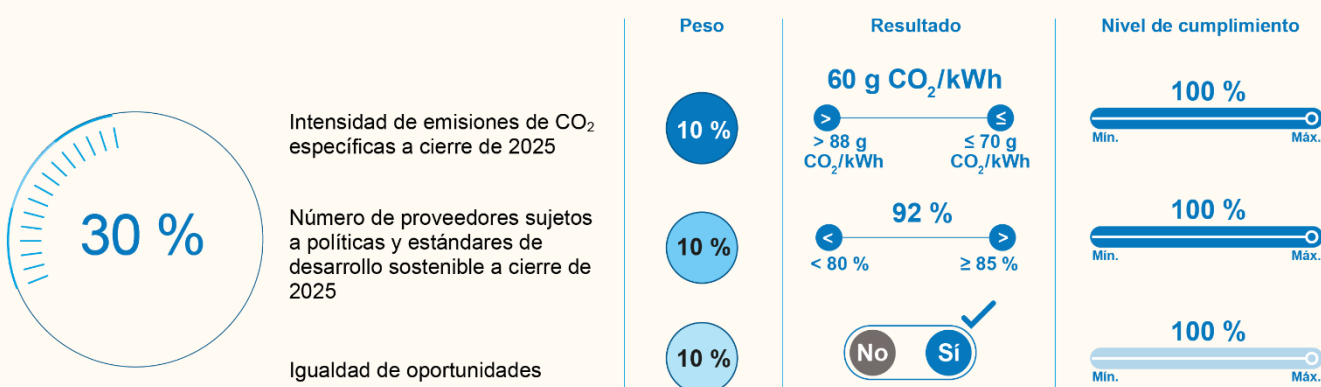 Peso
Resultado
Nivel de cumplimiento
30 %
Intensidad de emisiones de CO₂
específicas a cierre de 2025
10 %
60 g CO₂/kWh
> ≤
> 88 g
CO₂/kWh
≤ 70 g
CO₂/kWh
100 %
Mín. Máx.
Número de proveedores sujetos
a políticas y estándares de
desarrollo sostenible a cierre de
2025
10 %
92 %
< >
< 80 % ≥ 85 %
100 %
Mín. Máx.
Igualdad de oportunidades
10 %
No Sí
100 %
Mín. Máx.